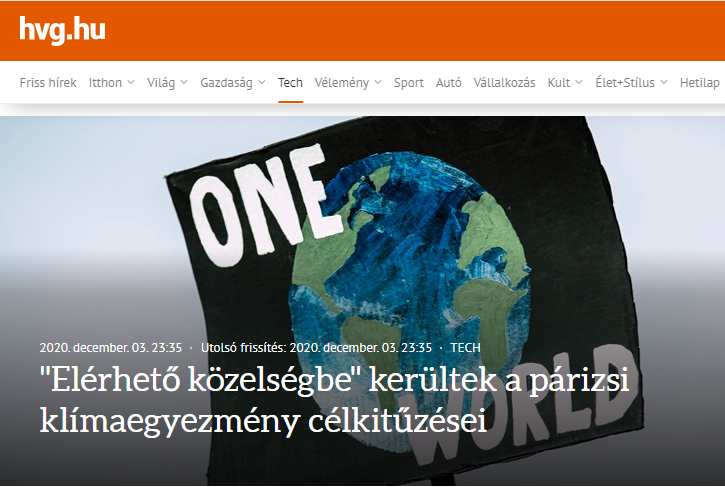 hvg.hu
Friss hírek Itthon Világ Gazdaság Tech Vélemény Sport Autó Vállalkozás Kult Élet+Stílus Hetilap
ONE
WORLD
2020. december. 03. 23:35 · Utolsó frissítés: 2020. december. 03. 23:35 · TECH
"Elérhető közelségbe" kerültek a párizsi
klímaegyezmény célkitűzései